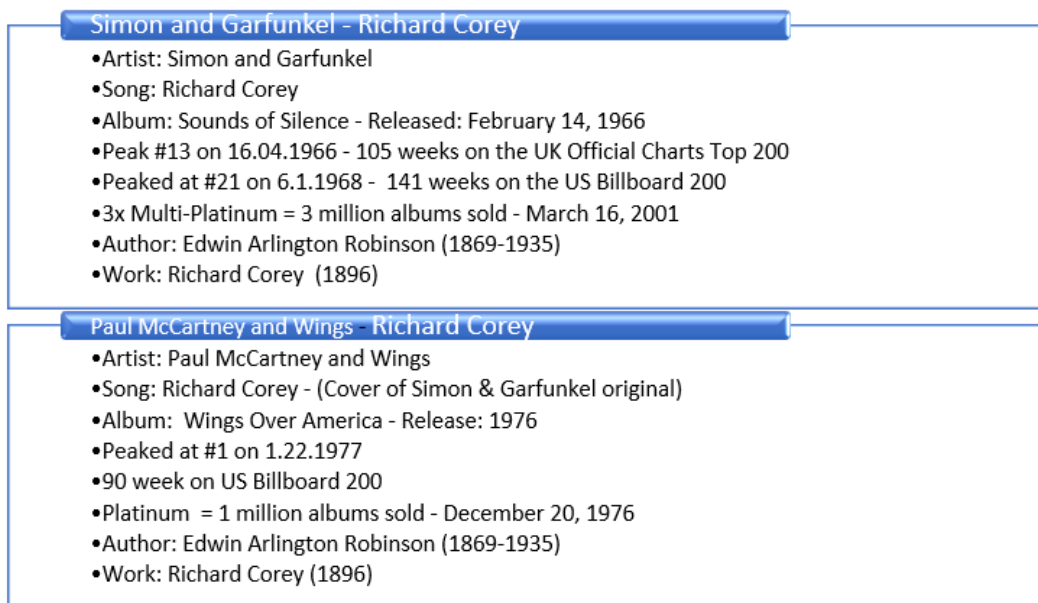 Simon and Garfunkel - Richard Corey
•Artist: Simon and Garfunkel
•Song: Richard Corey
•Album: Sounds of Silence - Released: February 14, 1966
•Peak #13 on 16.04.1966 - 105 weeks on the UK Official Charts Top 200
•Peaked at #21 on 6.1.1968 -  141 weeks on the US Billboard 200
•3x Multi-Platinum = 3 million albums sold - March 16, 2001
•Author: Edwin Arlington Robinson (1869-1935)
•Work: Richard Corey  (1896)
Paul McCartney and Wings - Richard Corey
•Artist: Paul McCartney and Wings
•Song: Richard Corey - (Cover of Simon & Garfunkel original)
•Album:  Wings Over America - Release: 1976
•Peaked at #1 on 1.22.1977
•90 week on US Billboard 200
•Platinum  = 1 million albums sold - December 20, 1976
•Author: Edwin Arlington Robinson (1869-1935)
•Work: Richard Corey (1896)